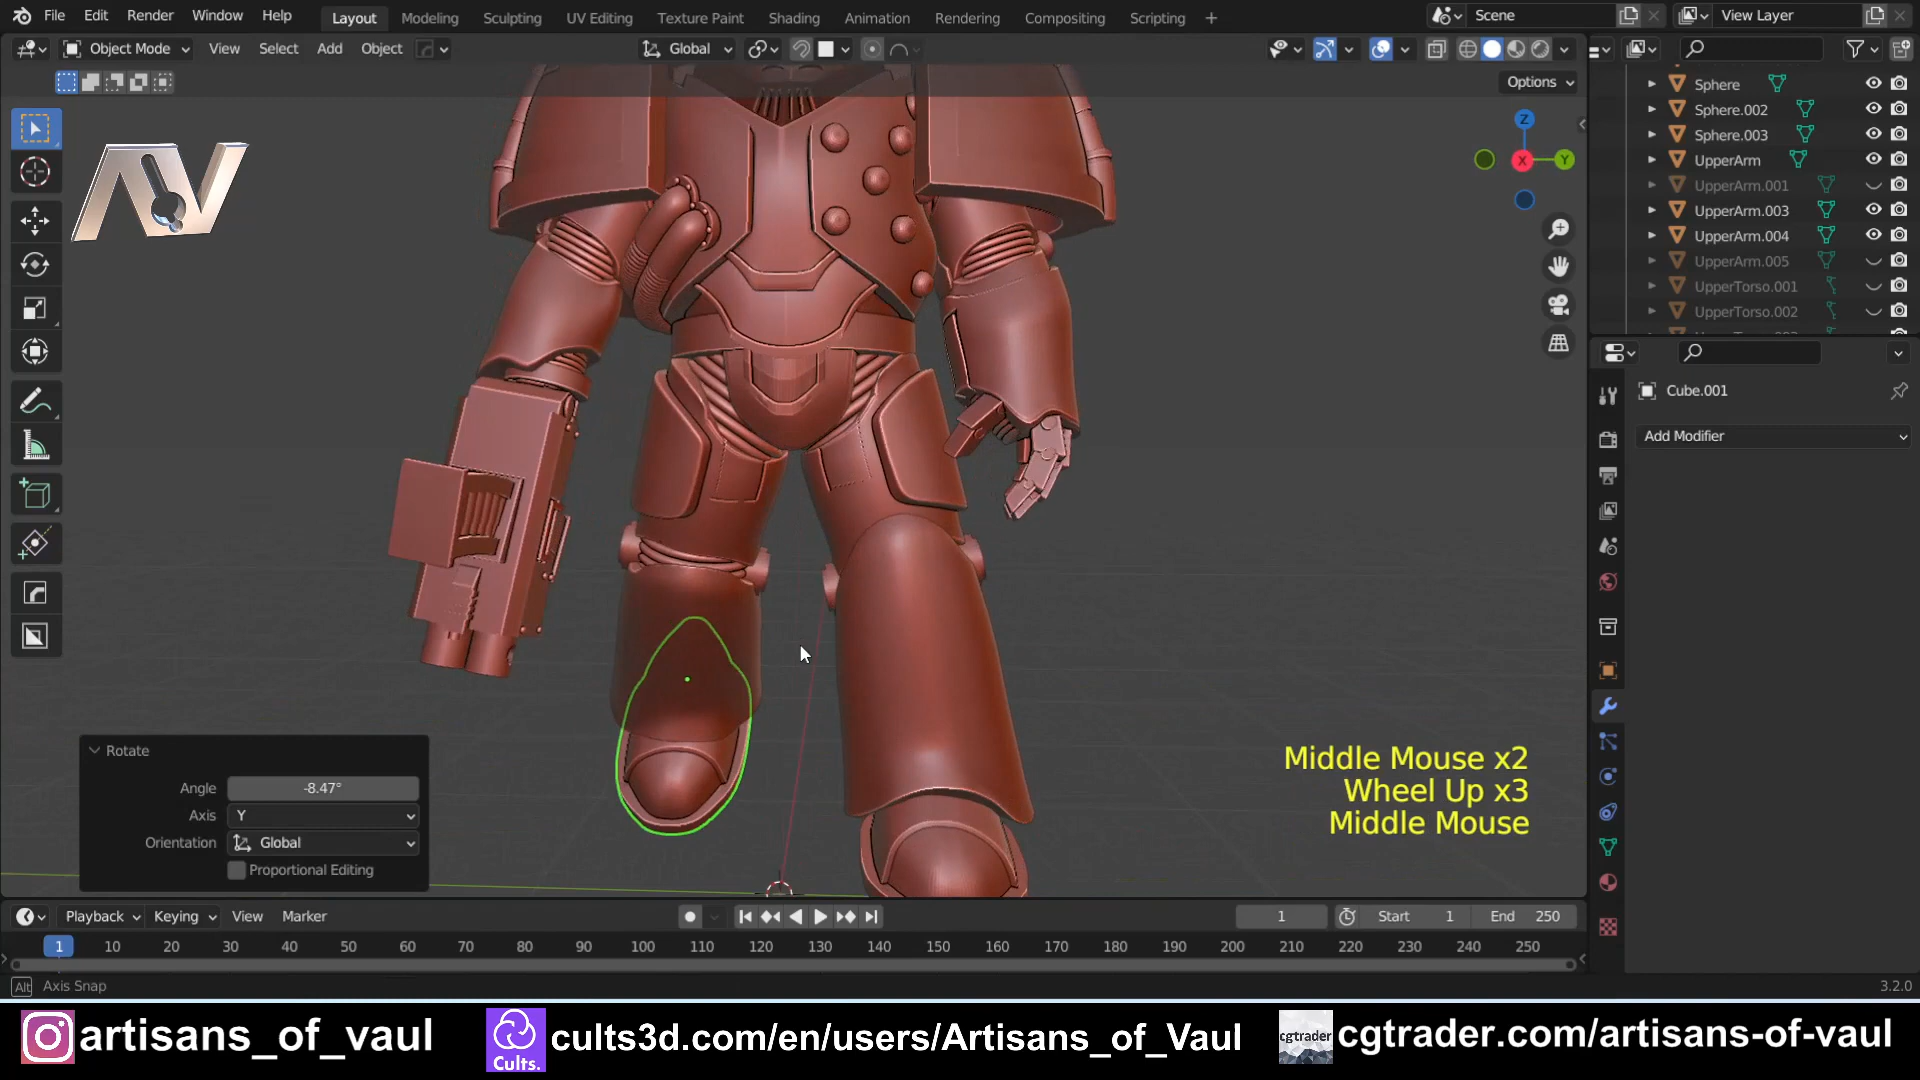 File Edit Render Window Help Layout Modeling Sculpting UV Editing Texture Paint Shading Animation Rendering Compositing Scripting + Scene View Layer
Object Mode View Select Add Object Global
Options
Z
X
Y
AV
Sphere
Sphere.002
Sphere.003
UpperArm
UpperArm.001
UpperArm.003
UpperArm.004
UpperArm.005
UpperTorso.001
UpperTorso.002
Cube.001
Add Modifier
Rotate
Angle -8.47°
Axis Y
Orientation Global
Proportional Editing
Middle Mouse x2
Wheel Up x3
Middle Mouse
Playback Keying View Marker 1 Start 1 End 250
1 10 20 30 40 50 60 70 80 90 100 110 120 130 140 150 160 170 180 190 200 210 220 230 240 250
Alt Axis Snap 3.2.0
artisans_of_vaul Cults. cults3d.com/en/users/Artisans_of_Vaul cgtrader cgtrader.com/artisans-of-vaul